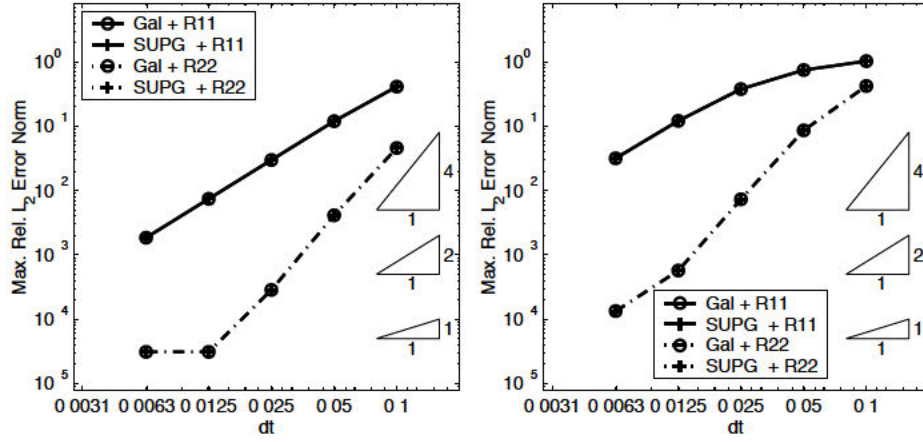 Gal + R11
SUPG + R11
Gal + R22
SUPG + R22
Max. Rel. L2 Error Norm
10 0
10 1
10 2
10 3
10 4
10 5
4
1
2
1
1
1
0 0031 0 0063 0 0125 0 025 0 05 0 1
dt
Max. Rel. L2 Error Norm
10 0
10 1
10 2
10 3
10 4
10 5
4
1
2
1
1
1
Gal + R11
SUPG + R11
Gal + R22
SUPG + R22
0 0031 0 0063 0 0125 0 025 0 05 0 1
dt